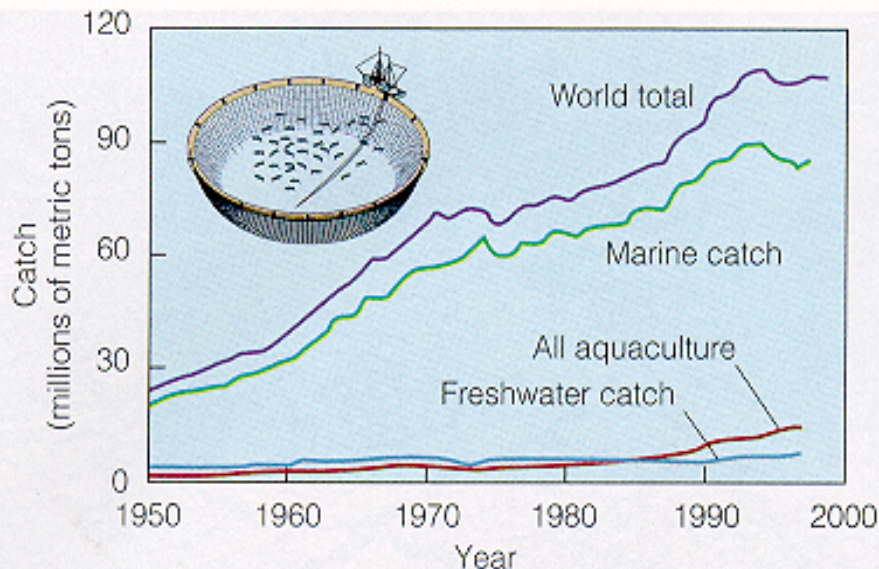 120
90
60
30
0
Catch
(millions of metric tons)
World total
Marine catch
All aquaculture
Freshwater catch
1950 1960 1970 1980 1990 2000
Year